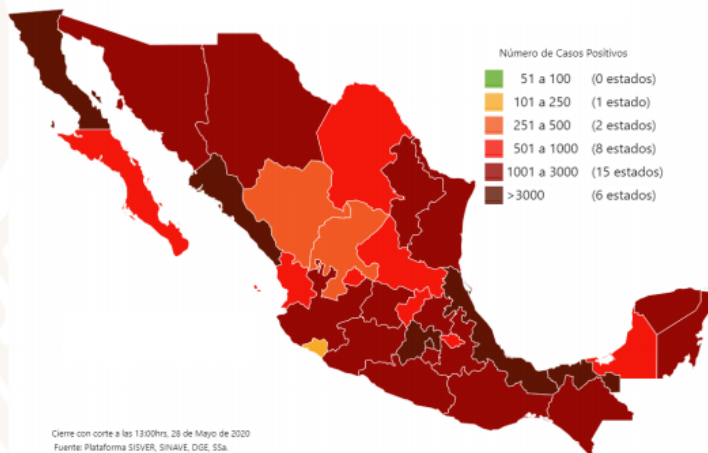 Número de Casos Positivos
51 a 100 (0 estados)
101 a 250 (1 estado)
251 a 500 (2 estados)
501 a 1000 (8 estados)
1001 a 3000 (15 estados)
>3000 (6 estados)
Cierre con corte a las 13:00hrs, 28 de Mayo de 2020
Fuente: Plataforma SISVER, SINAVE, DGE, SSa.